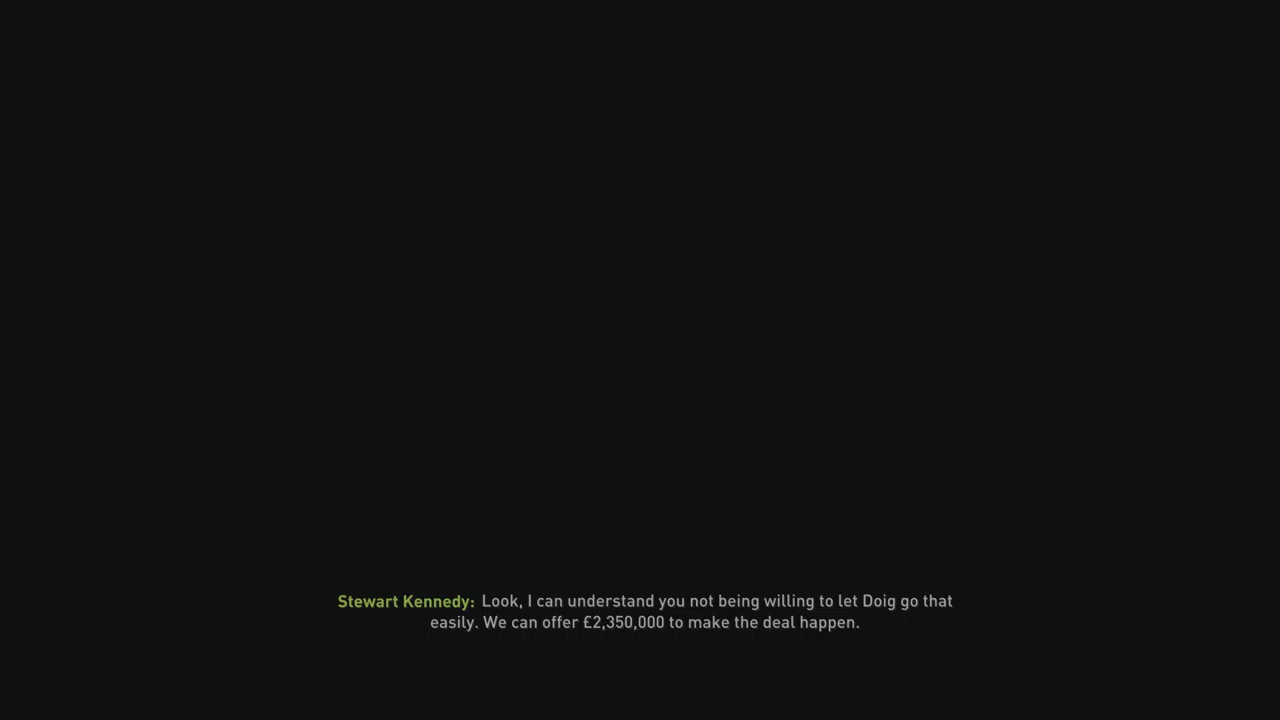 Stewart Kennedy: Look, I can understand you not being willing to let Doig go that
easily. We can offer £2,350,000 to make the deal happen.